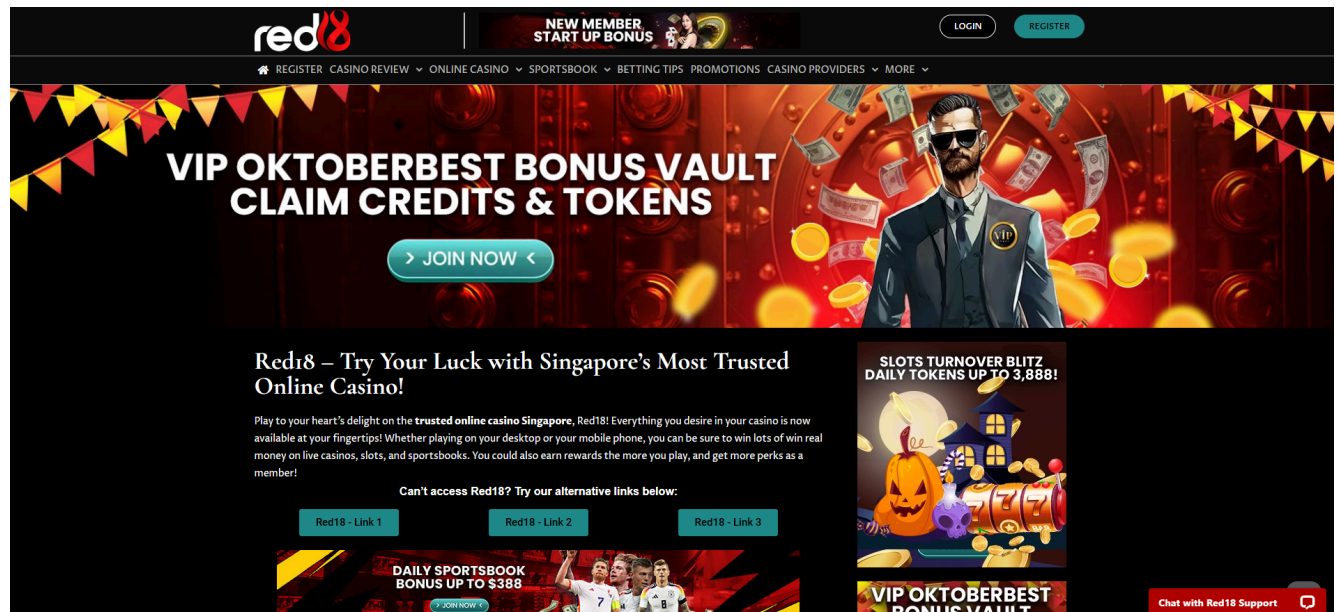 red18
NEW MEMBER
START UP BONUS
LOGIN
REGISTER
REGISTER CASINO REVIEW ONLINE CASINO SPORTSBOOK BETTING TIPS PROMOTIONS CASINO PROVIDERS MORE
VIP OKTOBERBEST BONUS VAULT
CLAIM CREDITS & TOKENS
> JOIN NOW <
VIP
Red18 – Try Your Luck with Singapore's Most Trusted
Online Casino!
Play to your heart's delight on the trusted online casino Singapore, Red18! Everything you desire in your casino is now
available at your fingertips! Whether playing on your desktop or your mobile phone, you can be sure to win lots of win real
money on live casinos, slots, and sportsbooks. You could also earn rewards the more you play, and get more perks as a
member!
Can't access Red18? Try our alternative links below:
Red18 - Link 1
Red18 - Link 2
Red18 - Link 3
DAILY SPORTSBOOK
BONUS UP TO $388
> JOIN NOW <
7
8
SLOTS TURNOVER BLITZ
DAILY TOKENS UP TO 3,888!
777
BAR
VIP OKTOBERBEST
BONUS VAULT
Chat with Red18 Support